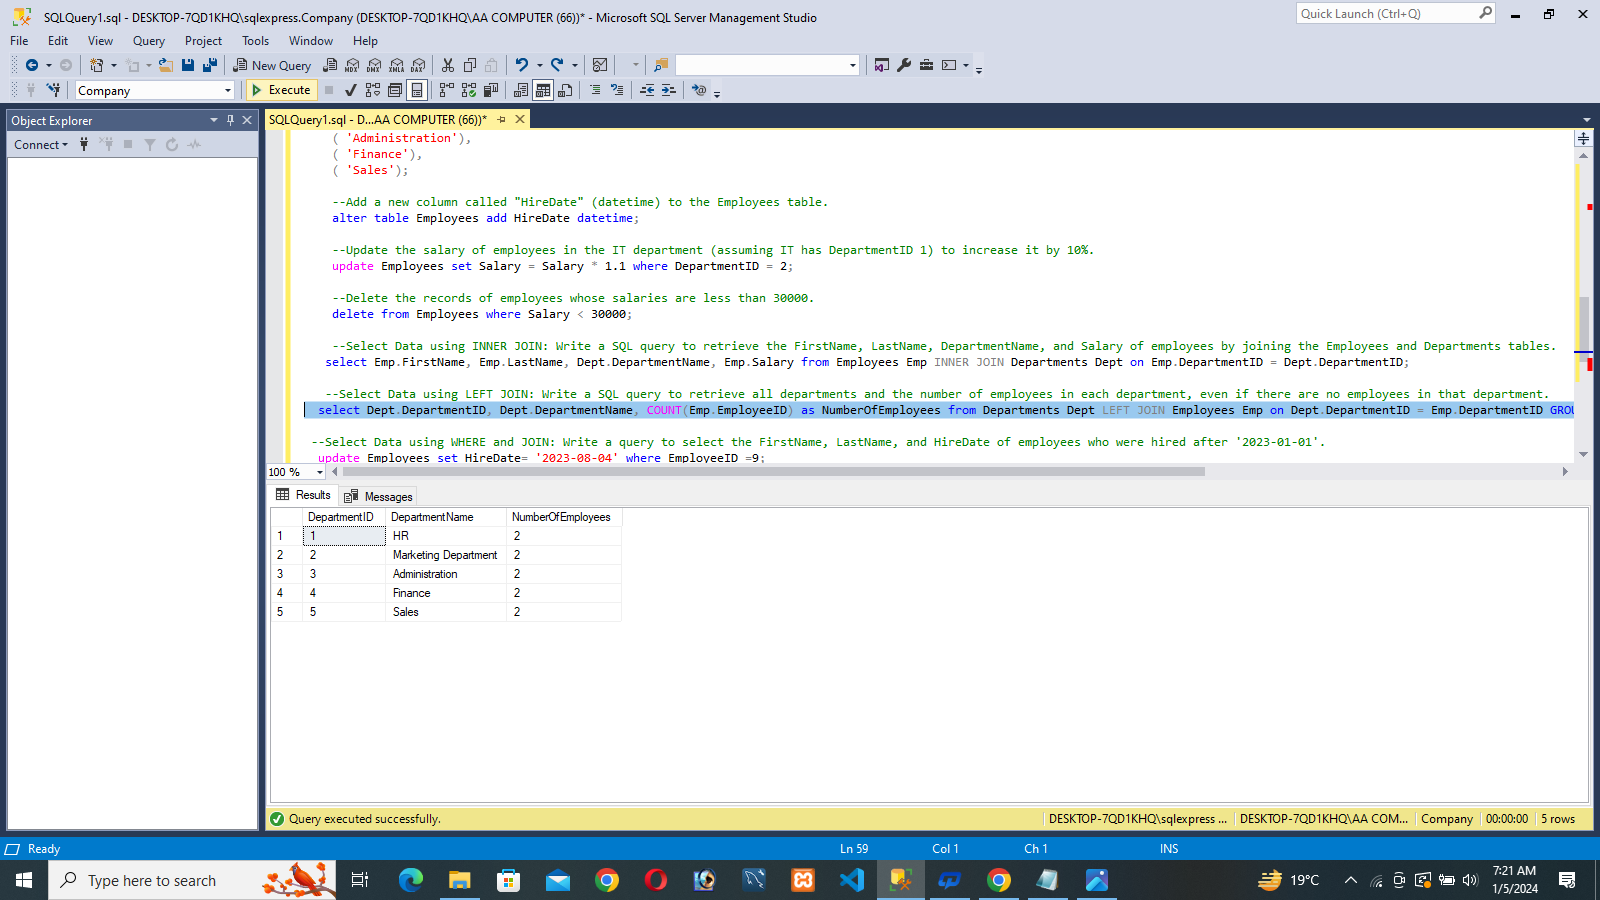 SQLQuery1.sql - DESKTOP-7QD1KHQ\sqlexpress.Company (DESKTOP-7QD1KHQ\AA COMPUTER (66))* - Microsoft SQL Server Management Studio
Quick Launch (Ctrl+Q)
File Edit View Query Project Tools Window Help
New Query MDX DMX XMLA DAX
Company Execute
Object Explorer
SQLQuery1.sql - D...AA COMPUTER (66))*
Connect
( 'Administration'),
( 'Finance'),
( 'Sales');
--Add a new column called "HireDate" (datetime) to the Employees table.
alter table Employees add HireDate datetime;
--Update the salary of employees in the IT department (assuming IT has DepartmentID 1) to increase it by 10%.
update Employees set Salary = Salary * 1.1 where DepartmentID = 2;
--Delete the records of employees whose salaries are less than 30000.
delete from Employees where Salary < 30000;
--Select Data using INNER JOIN: Write a SQL query to retrieve the FirstName, LastName, DepartmentName, and Salary of employees by joining the Employees and Departments tables.
select Emp.FirstName, Emp.LastName, Dept.DepartmentName, Emp.Salary from Employees Emp INNER JOIN Departments Dept on Emp.DepartmentID = Dept.DepartmentID;
--Select Data using LEFT JOIN: Write a SQL query to retrieve all departments and the number of employees in each department, even if there are no employees in that department.
select Dept.DepartmentID, Dept.DepartmentName, COUNT(Emp.EmployeeID) as NumberOfEmployees from Departments Dept LEFT JOIN Employees Emp on Dept.DepartmentID = Emp.DepartmentID GROU
--Select Data using WHERE and JOIN: Write a query to select the FirstName, LastName, and HireDate of employees who were hired after '2023-01-01'.
update Employees set HireDate= '2023-08-04' where EmployeeID =9;
100 %
Results Messages
DepartmentID DepartmentName NumberOfEmployees
1 1 HR 2
2 2 Marketing Department 2
3 3 Administration 2
4 4 Finance 2
5 5 Sales 2
Query executed successfully. DESKTOP-7QD1KHQ\sqlexpress ... DESKTOP-7QD1KHQ\AA COM... Company 00:00:00 5 rows
Ready Ln 59 Col 1 Ch 1 INS
Type here to search
19°C
7:21 AM
1/5/2024